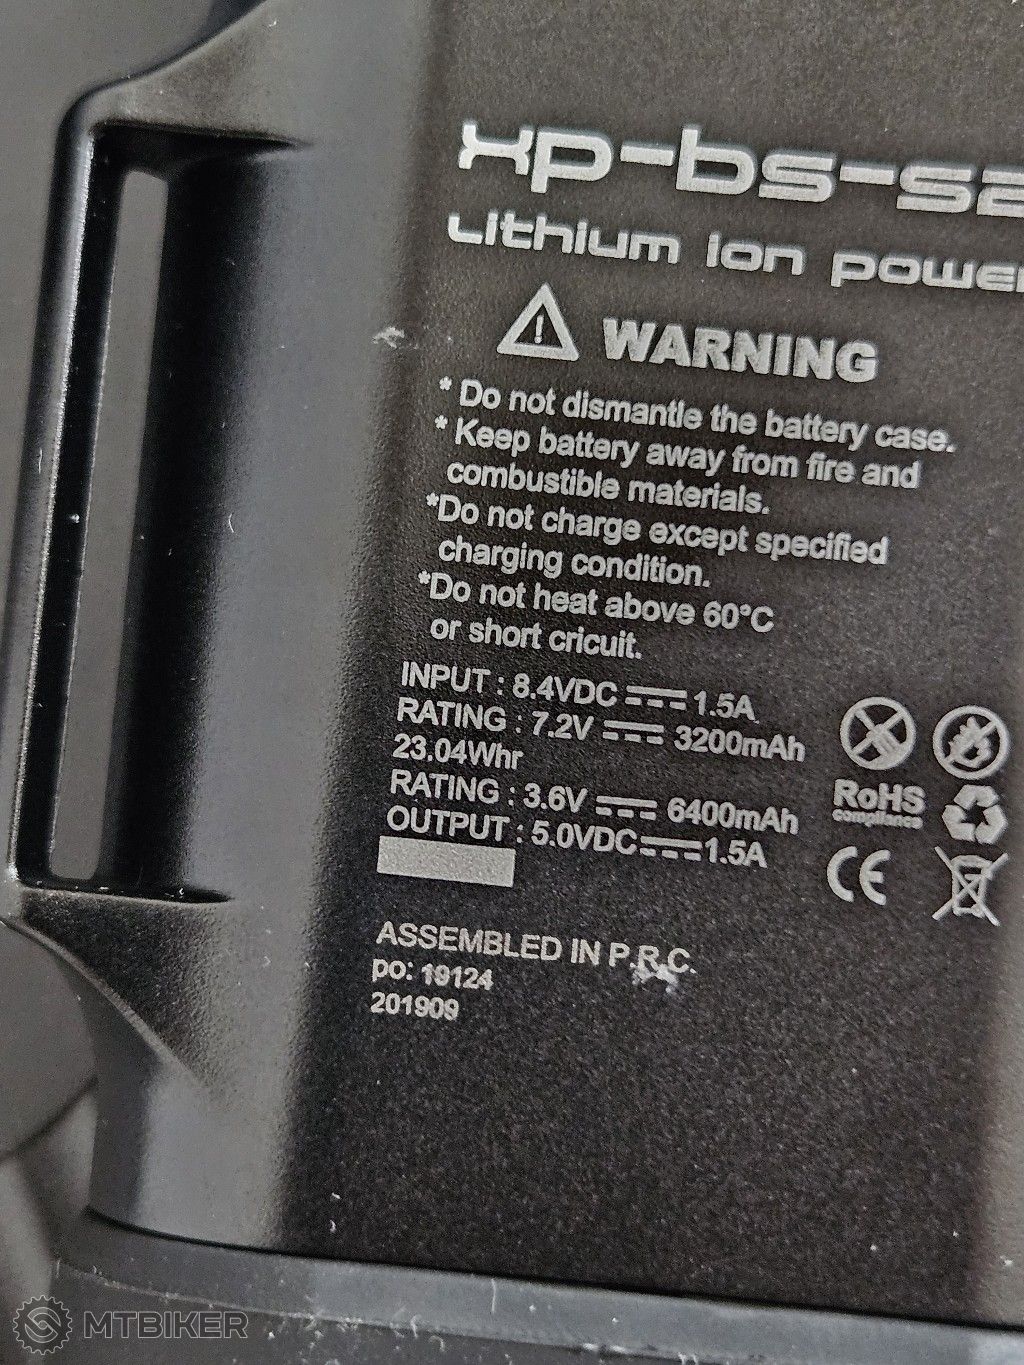 xp-bs-s2
Lithium ion power
WARNING
* Do not dismantle the battery case.
* Keep battery away from fire and
combustible materials.
*Do not charge except specified
charging condition.
*Do not heat above 60°C
or short cricuit.
INPUT : 8.4VDC 1.5A
RATING : 7.2V 3200mAh
23.04Whr
RATING : 3.6V 6400mAh
OUTPUT : 5.0VDC 1.5A
RoHS
compliance
CE
ASSEMBLED IN P.R.C.
po: 19124
201909
MTBIKER